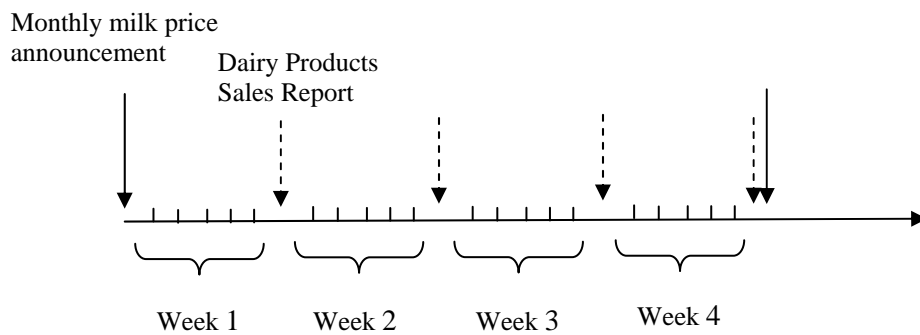 Monthly milk price
announcement
Dairy Products
Sales Report
Week 1
Week 2
Week 3
Week 4